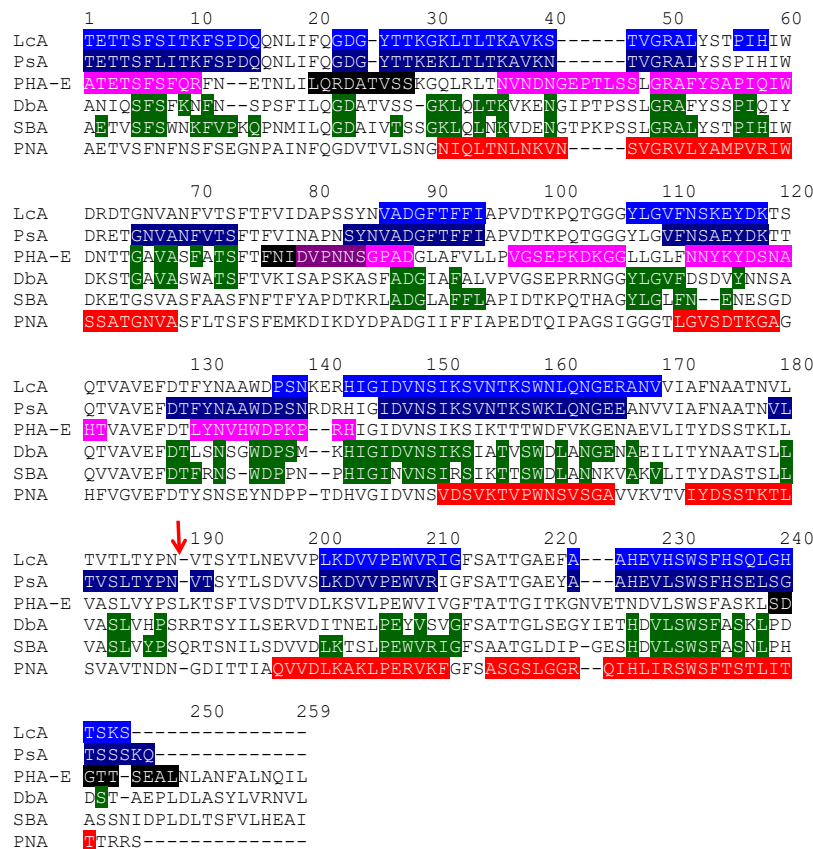 1 10 20 30 40 50 60
LcA TETTSFSITKFSPDQQNLIFQGDG-YTTKGKLTLTKAVKS------TVGRALYSTPIHIW
PsA TETTSFLITKFSPDQQNLIFQGDG-YTTKEKLTLTKAVKN------TVGRALYSSPIHIW
PHA-E ATETSFSFQRFN--ETNLILQRDATVSSKGQLRLTNVNDNGEPTLSSLGRAFYSAPIQIW
DbA ANIQSFSFKNFN--SPSFILQGDATVSS-GKLQLTKVKENGIPTPSSLGRAFYSSPIQIY
SBA AETVSFSWNKFVPKQPNMILQGDAIVTSSGKLQLNKVDENGTPKPSSLGRALYSTPIHIW
PNA AETVSFNFNSFSEGNPAINFQGDVTVLSNGNIQLTNLNKVN-----SVGRVLYAMPVRIW
70 80 90 100 110 120
LcA DRDTGNVANFVTSFTFVINAPSSYNVADGFTFFIAPVDTKPQTGGGYLGVFNSKEYDKTS
PsA DRETGNVANFVTSFTFVINAPNSYNVADGFTFFIAPVDTKPQTGGGYLGVFNSAEYDKTT
PHA-E DNTTGAVASFATSFTFNIDVPNNSGPADGLAFVLLPVGSEPKDKGGLLGLFNNYKYDSNA
DbA DKSTGAVASWATSFTVKISAPSKASFADGIAFALVPVGSEPRRNGGYLGVFDSDVYNNSA
SBA DKETGSVASFAASFNFTFYAPDTKRLADGLAFFLAPIDTKPQTHAGYLGLFN--ENESGD
PNA SSATGNVASFLTSFSFEMKDIKDYDPADGIIFFIAPEDTQIPAGSIGGGTLGVSDTKGAG
130 140 150 160 170 180
LcA QTVAVEFDTFYNAAWDPSNKERHIGIDVNSIKSVNTKSWNLQNGERANVVIAFNAATNVL
PsA QTVAVEFDTFYNAAWDPSNRDRHIGIDVNSIKSVNTKSWKLQNGEEANVVIAFNAATNVL
PHA-E HTVAVEFDTLYNVHWDPKP--RHIGIDVNSIKSIKTTTWDFVKGENAEVLITYDSSTKLL
DbA QTVAVEFDTLSNSGWDPSM--KHIGIDVNSIKSIATVSWDLANGENAEILITYNAATSLL
SBA QVVAVEFDTFRNS-WDPPN--PHIGINVNSIRSIKTTSWDLANNKVAKVLITYDASTSLL
PNA HFVGVEFDTYSNSEYNDPP-TDHVGIDVNSVDSVKTVPWNSVSGAVVKVTVIYDSSTKTL
190 200 210 220 230 240
LcA TVTLTYPN-VTSYTLNEVVPLKDVVPEWVRIGFSATTGAEFA---AHEVHSWSFHSQLGH
PsA TVSLTYPN-VTSYTLSDVVSLKDVVPEWVRIGFSATTGAEYA---AHEVLSWSFHSELSG
PHA-E VASLVYPSLKTSFIVSDTVDLKSVLPEWVIVGFTATTGITKGNVETNDVLSWSFASKLSD
DbA VASLVHPSRRTSYILSERVDITNELPEYVSVGFSATTGLSEGYIETHDVLSWSFASKLPD
SBA VASLVYPSQRTSNILSDVVDLKTSLPEWVRIGFSAATGLDIP-GESHDVLSWSFASNLPH
PNA SVAVTNDN-GDITTIAQVVDLKAKLPERVKFGFSASGSLGGR--QIHLIRSWSFTSTLIT
250 259
LcA TSKS---------------
PsA TSSSKQ-------------
PHA-E GTT-SEALNLANFALNQIL
DbA DST-AEPLDLASYLVRNVL
SBA ASSNIDPLDLTSFVLHEAI
PNA TTRRS--------------